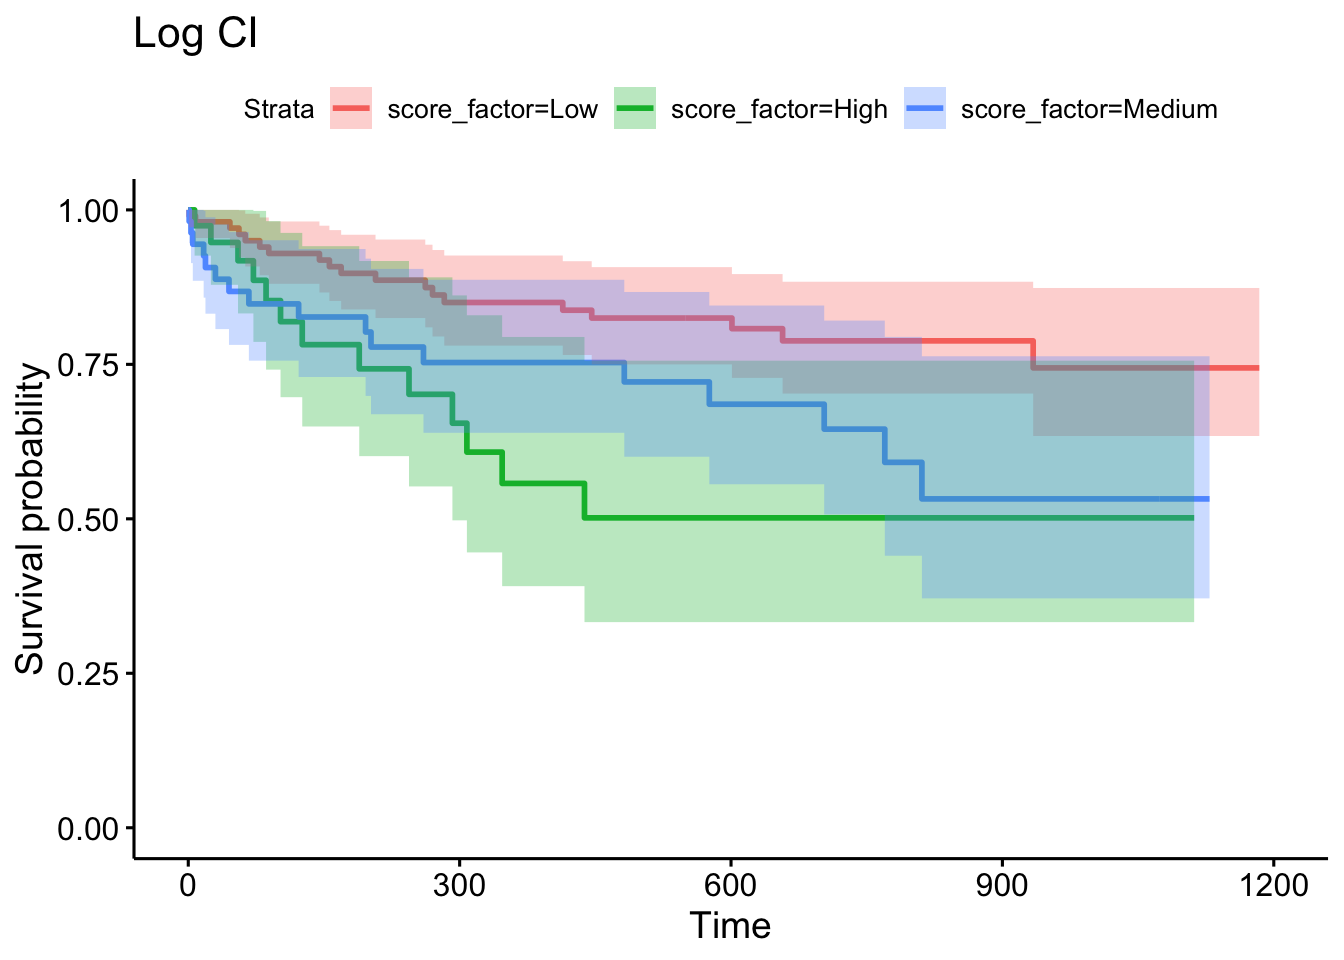 Log CI
Strata score_factor=Low score_factor=High score_factor=Medium
Survival probability
1.00
0.75
0.50
0.25
0.00
0 300 600 900 1200
Time